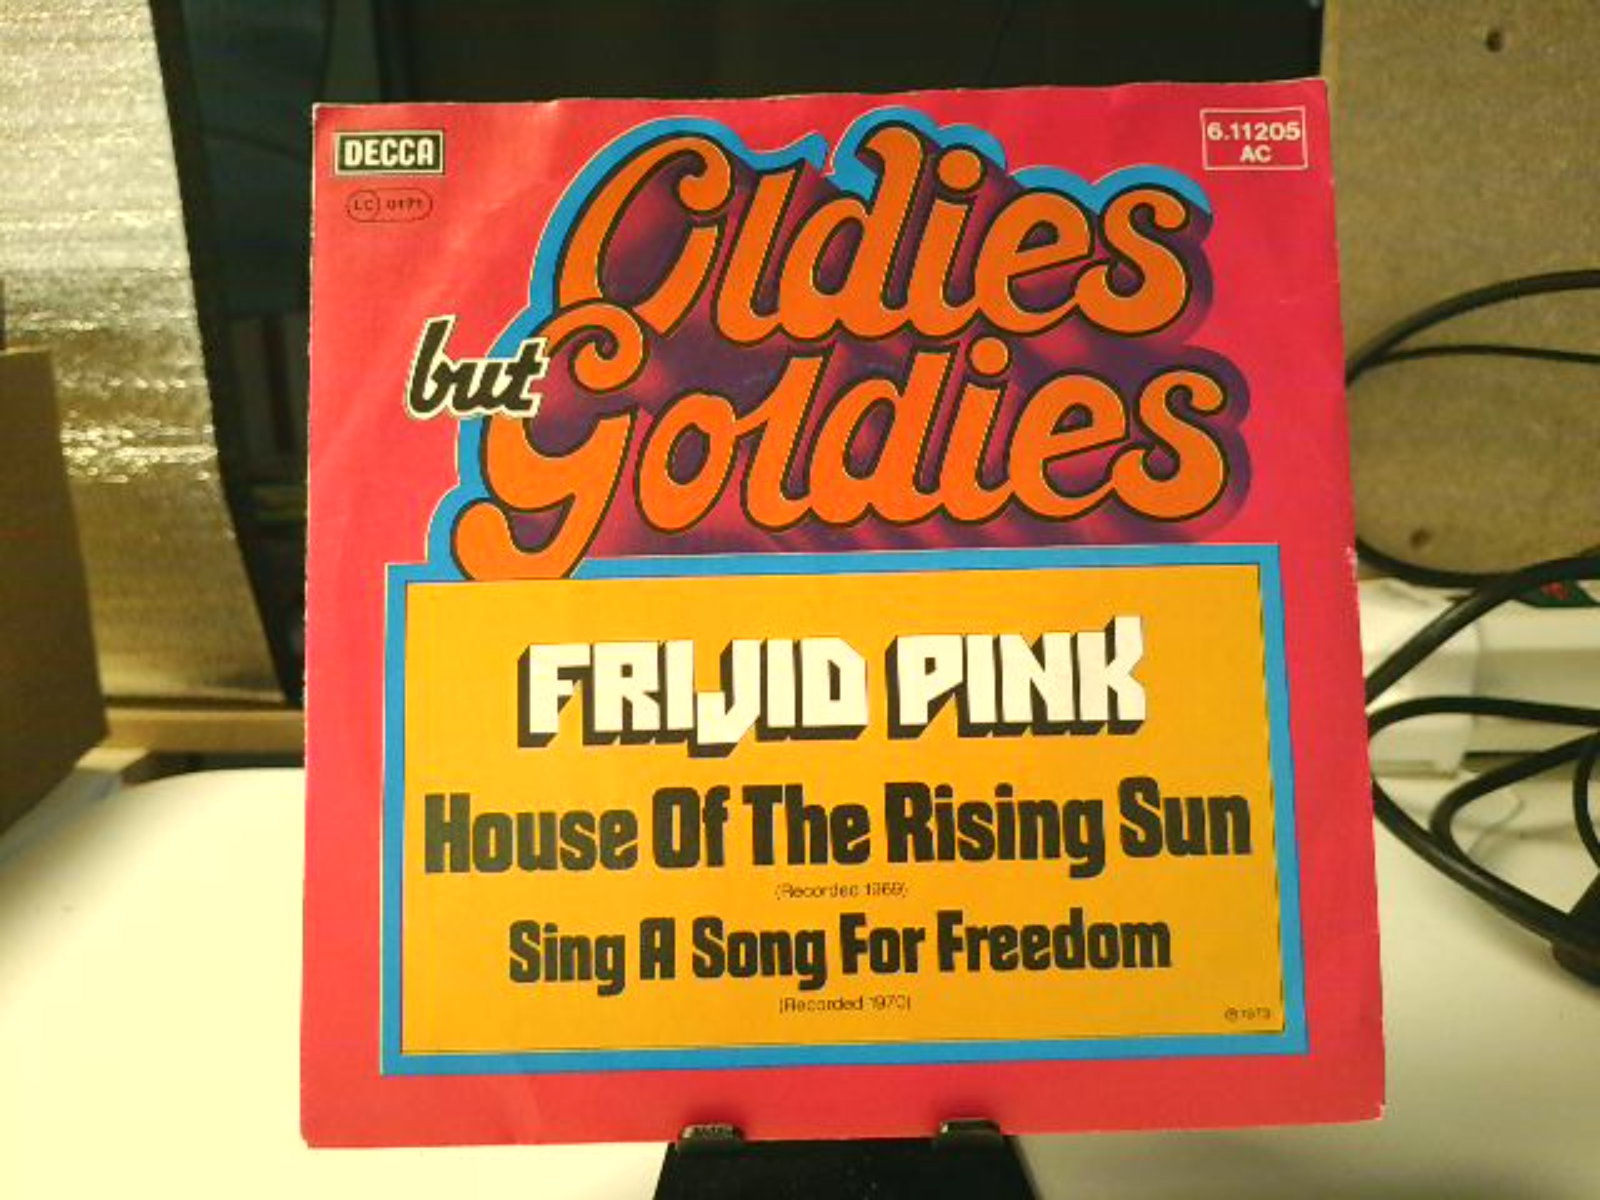 DECCA
6.11205
AC
LC 0171
Oldies
but
Goldies
FRIJID PINK
House Of The Rising Sun
(Recorded 1969)
Sing A Song For Freedom
(Recorded 1970)
℗ 1973